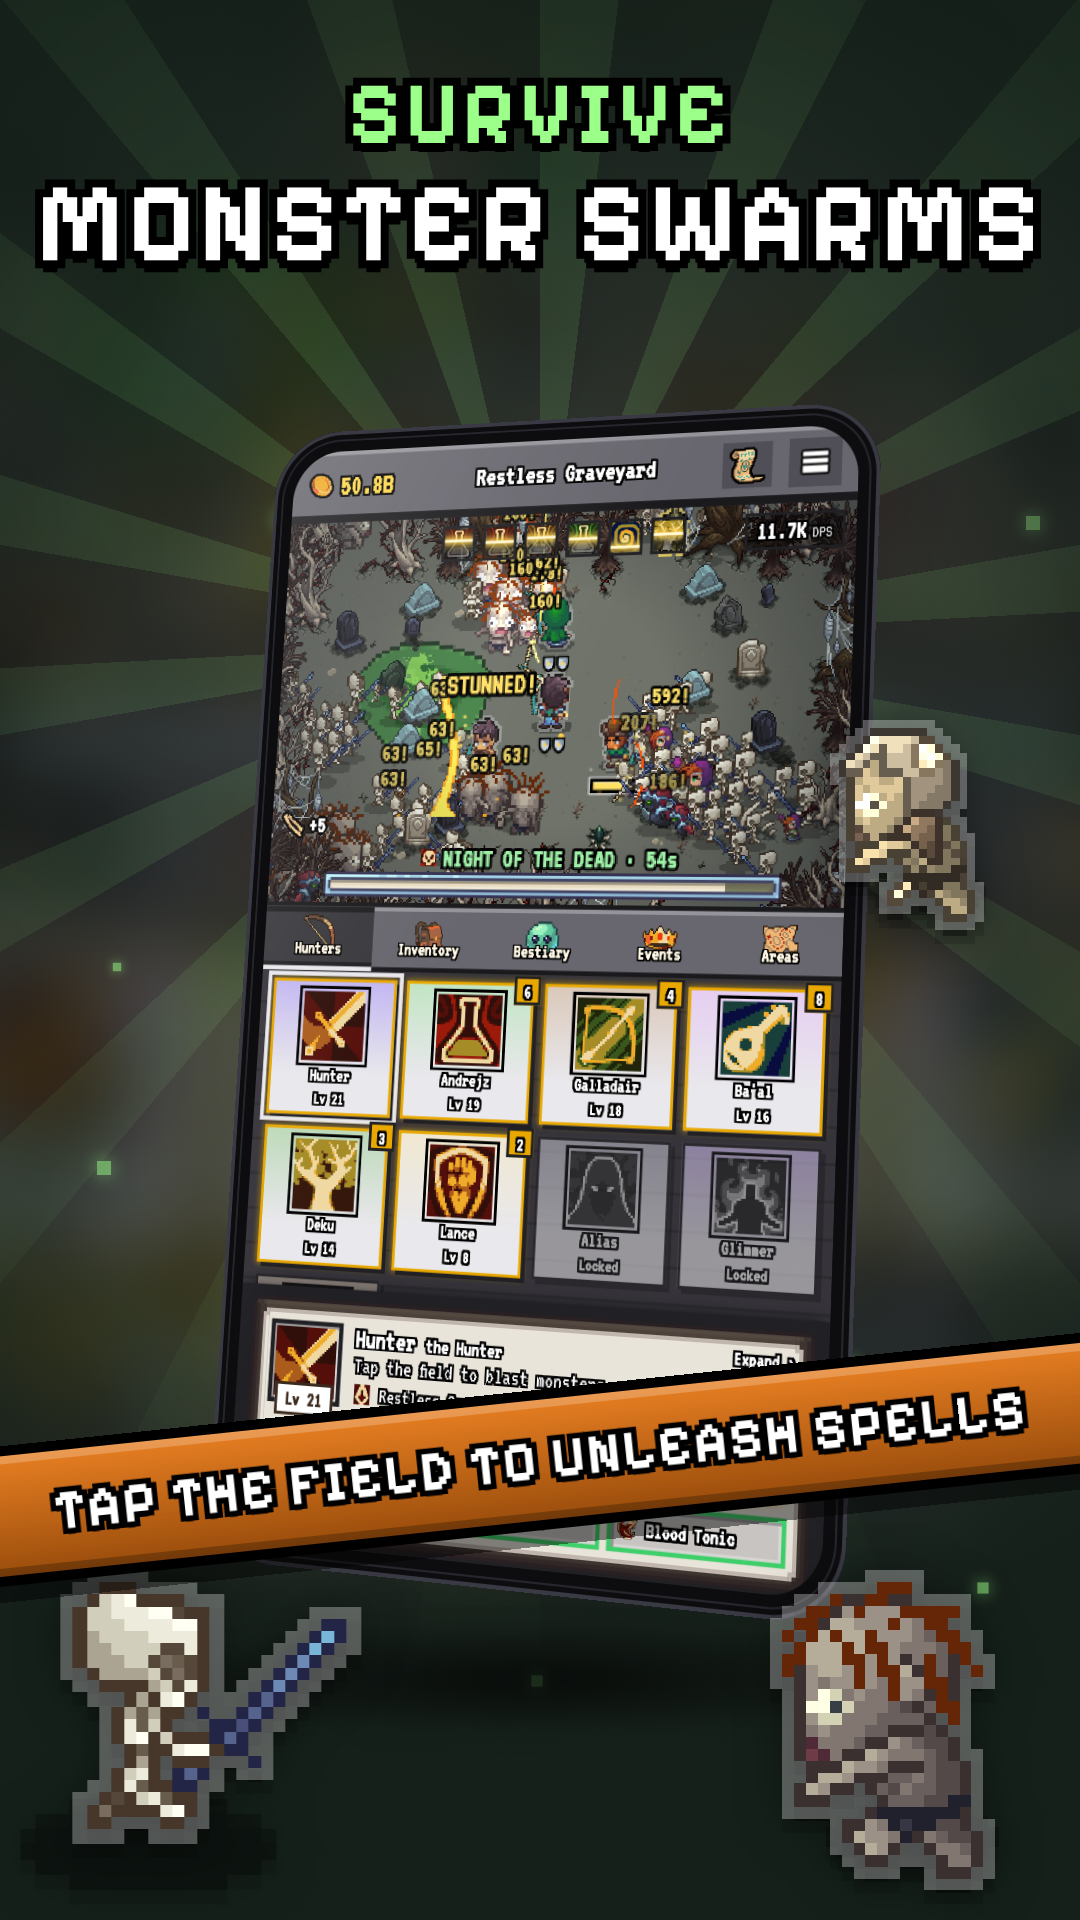 SURVIVE
MONSTER SWARMS
50.8B
Restless Graveyard
11.7K DPS
160!
160!
STUNNED!
592!
207!
63!
63! 65!
63! 63!
63!
186!
+5
NIGHT OF THE DEAD · 54s
Hunters
Inventory
Bestiary
Events
Areas
6
4
8
Hunter
Lv 21
Andrejz
Lv 19
Galladair
Lv 18
Ba'al
Lv 16
3
2
Deku
Lv 14
Lance
Lv 8
Alias
Locked
Glimmer
Locked
Hunter the Hunter
Expand
Tap the field to blast monsters
Lv 21
TAP THE FIELD TO UNLEASH SPELLS
Blood Tonic